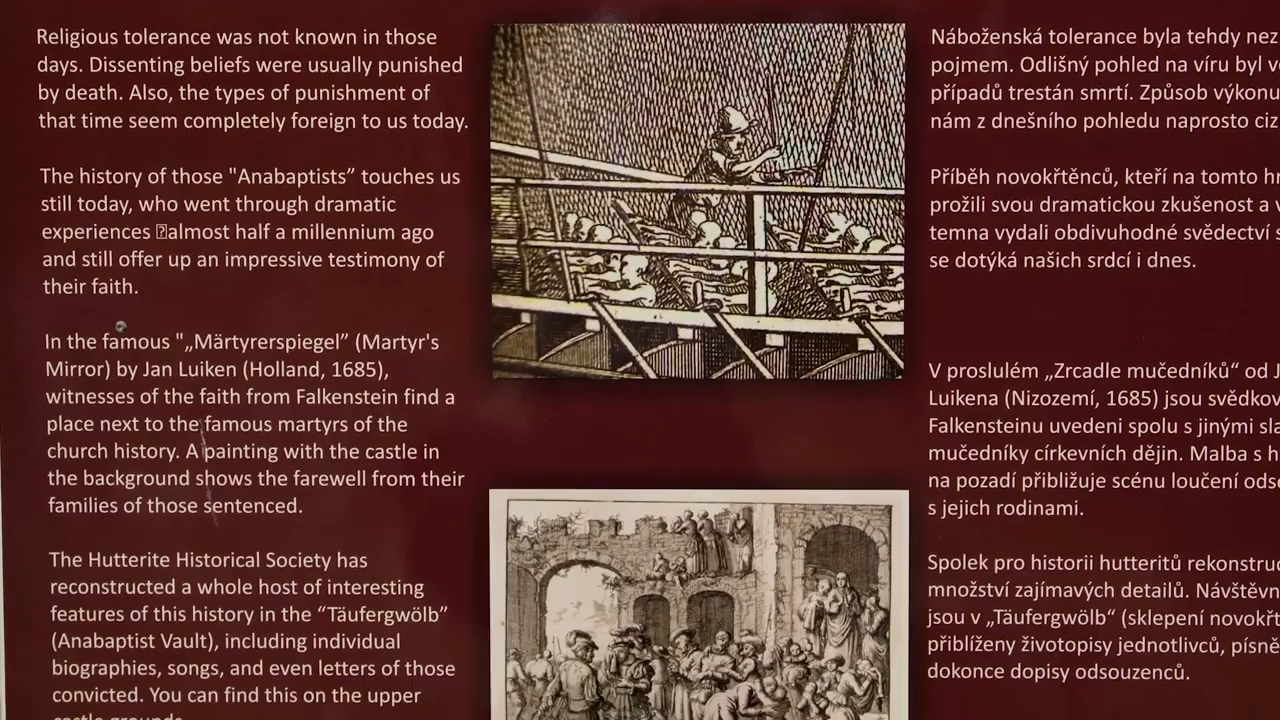 Religious tolerance was not known in those
days. Dissenting beliefs were usually punished
by death. Also, the types of punishment of
that time seem completely foreign to us today.
The history of those "Anabaptists” touches us
still today, who went through dramatic
experiences almost half a millennium ago
and still offer up an impressive testimony of
their faith.
In the famous "„Märtyrerspiegel” (Martyr's
Mirror) by Jan Luiken (Holland, 1685),
witnesses of the faith from Falkenstein find a
place next to the famous martyrs of the
church history. A painting with the castle in
the background shows the farewell from their
families of those sentenced.
The Hutterite Historical Society has
reconstructed a whole host of interesting
features of this history in the “Täufergwölb”
(Anabaptist Vault), including individual
biographies, songs, and even letters of those
convicted. You can find this on the upper
castle grounds.
Náboženská tolerance byla tehdy nez
pojmem. Odlišný pohled na víru byl v
případů trestán smrtí. Způsob výkonu
nám z dnešního pohledu naprosto ciz
Příběh novokřtěnců, kteří na tomto hr
prožili svou dramatickou zkušenost a v
temna vydali obdivuhodné svědectví s
se dotýká našich srdcí i dnes.
V proslulém „Zrcadle mučedníků“ od J
Luikena (Nizozemí, 1685) jsou svědkov
Falkensteinu uvedeni spolu s jinými sla
mučedníky církevních dějin. Malba s h
na pozadí přibližuje scénu loučení odso
s jejich rodinami.
Spolek pro historii hutteritů rekonstruo
množství zajímavých detailů. Návštěvn
jsou v „Täufergwölb“ (sklepení novokřt
přiblíženy životopisy jednotlivců, písně
dokonce dopisy odsouzenců.